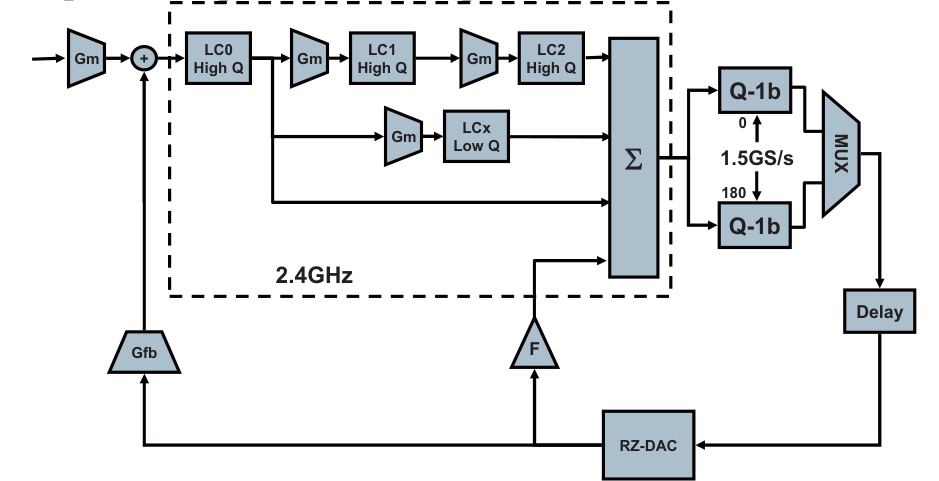 Gm
+
LC0
High Q
Gm
LC1
High Q
Gm
LC2
High Q
Gm
LCx
Low Q
Σ
Q-1b
0
1.5GS/s
180
Q-1b
MUX
2.4GHz
Delay
Gfb
F
RZ-DAC